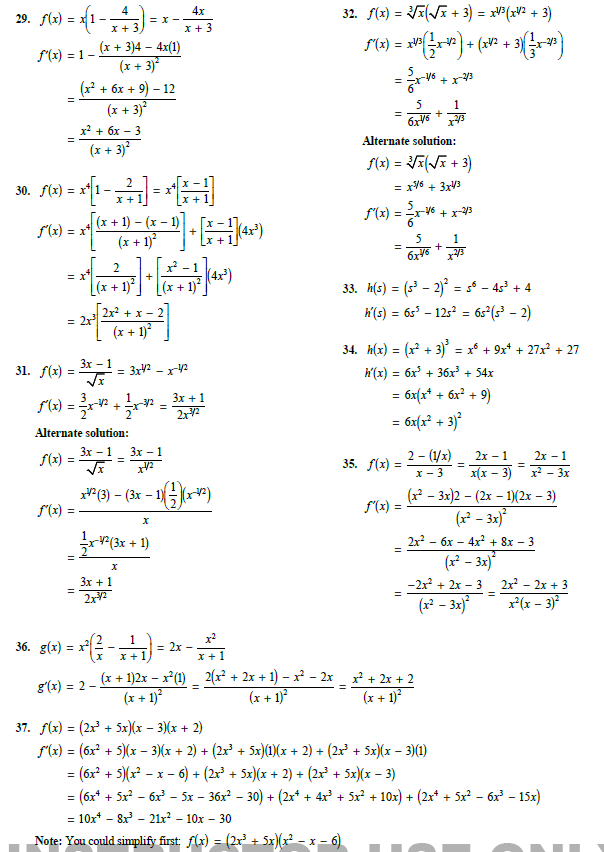 29. f(x) = x(1 − 4/(x + 3)) = x − 4x/(x + 3)
f′(x) = 1 − ((x + 3)4 − 4x(1))/(x + 3)²
= ((x² + 6x + 9) − 12)/(x + 3)²
= (x² + 6x − 3)/(x + 3)²
30. f(x) = x⁴[1 − 2/(x + 1)] = x⁴[(x − 1)/(x + 1)]
f′(x) = x⁴[((x + 1) − (x − 1))/(x + 1)²] + [(x − 1)/(x + 1)](4x³)
= x⁴[2/(x + 1)²] + [(x² − 1)/(x + 1)²](4x³)
= 2x³[(2x² + x − 2)/(x + 1)²]
31. f(x) = (3x − 1)/√x = 3x^(1/2) − x^(−1/2)
f′(x) = (3/2)x^(−1/2) + (1/2)x^(−3/2) = (3x + 1)/(2x^(3/2))
Alternate solution:
f(x) = (3x − 1)/√x = (3x − 1)/x^(1/2)
f′(x) = (x^(1/2)(3) − (3x − 1)(1/2)(x^(−1/2)))/x
= ((1/2)x^(−1/2)(3x + 1))/x
= (3x + 1)/(2x^(3/2))
32. f(x) = ∛x(√x + 3) = x^(1/3)(x^(1/2) + 3)
f′(x) = x^(1/3)((1/2)x^(−1/2)) + (x^(1/2) + 3)((1/3)x^(−2/3))
= (5/6)x^(−1/6) + x^(−2/3)
= 5/(6x^(1/6)) + 1/x^(2/3)
Alternate solution:
f(x) = ∛x(√x + 3)
= x^(5/6) + 3x^(1/3)
f′(x) = (5/6)x^(−1/6) + x^(−2/3)
= 5/(6x^(1/6)) + 1/x^(2/3)
33. h(s) = (s³ − 2)² = s⁶ − 4s³ + 4
h′(s) = 6s⁵ − 12s² = 6s²(s³ − 2)
34. h(x) = (x² + 3)³ = x⁶ + 9x⁴ + 27x² + 27
h′(x) = 6x⁵ + 36x³ + 54x
= 6x(x⁴ + 6x² + 9)
= 6x(x² + 3)²
35. f(x) = (2 − (1/x))/(x − 3) = (2x − 1)/(x(x − 3)) = (2x − 1)/(x² − 3x)
f′(x) = ((x² − 3x)2 − (2x − 1)(2x − 3))/(x² − 3x)²
= (2x² − 6x − 4x² + 8x − 3)/(x² − 3x)²
= (−2x² + 2x − 3)/(x² − 3x)² = (2x² − 2x + 3)/(x²(x − 3)²)
36. g(x) = x²(2/x − 1/(x + 1)) = 2x − x²/(x + 1)
g′(x) = 2 − ((x + 1)2x − x²(1))/(x + 1)² = (2(x² + 2x + 1) − x² − 2x)/(x + 1)² = (x² + 2x + 2)/(x + 1)²
37. f(x) = (2x³ + 5x)(x − 3)(x + 2)
f′(x) = (6x² + 5)(x − 3)(x + 2) + (2x³ + 5x)(1)(x + 2) + (2x³ + 5x)(x − 3)(1)
= (6x² + 5)(x² − x − 6) + (2x³ + 5x)(x + 2) + (2x³ + 5x)(x − 3)
= (6x⁴ + 5x² − 6x³ − 5x − 36x² − 30) + (2x⁴ + 4x³ + 5x² + 10x) + (2x⁴ + 5x² − 6x³ − 15x)
= 10x⁴ − 8x³ − 21x² − 10x − 30
Note: You could simplify first: f(x) = (2x³ + 5x)(x² − x − 6)